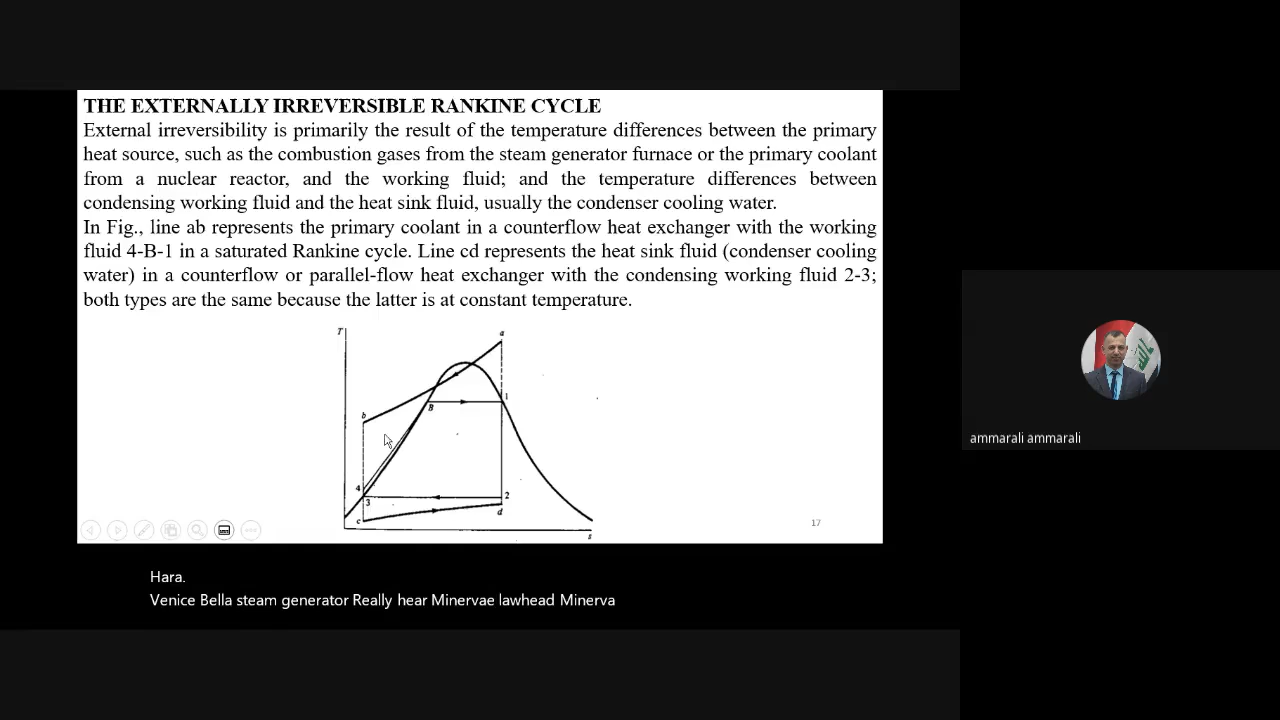 THE EXTERNALLY IRREVERSIBLE RANKINE CYCLE
External irreversibility is primarily the result of the temperature differences between the primary
heat source, such as the combustion gases from the steam generator furnace or the primary coolant
from a nuclear reactor, and the working fluid; and the temperature differences between
condensing working fluid and the heat sink fluid, usually the condenser cooling water.
In Fig., line ab represents the primary coolant in a counterflow heat exchanger with the working
fluid 4-B-1 in a saturated Rankine cycle. Line cd represents the heat sink fluid (condenser cooling
water) in a counterflow or parallel-flow heat exchanger with the condensing working fluid 2-3;
both types are the same because the latter is at constant temperature.
T
a
b
B
1
4
3
2
c
d
s
17
ammarali ammarali
Hara.
Venice Bella steam generator Really hear Minervae lawhead Minerva